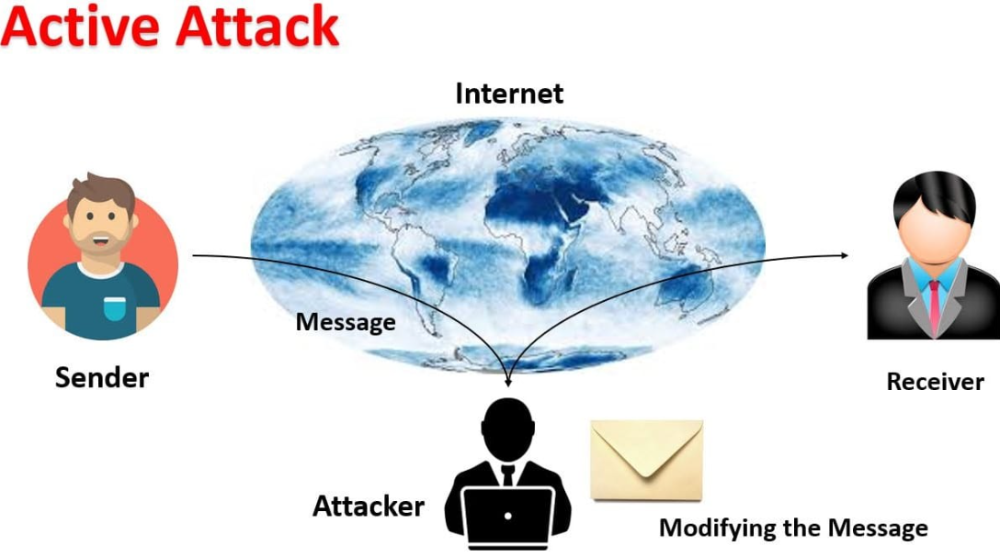 Active Attack
Internet
Message
Sender
Receiver
Attacker
Modifying the Message